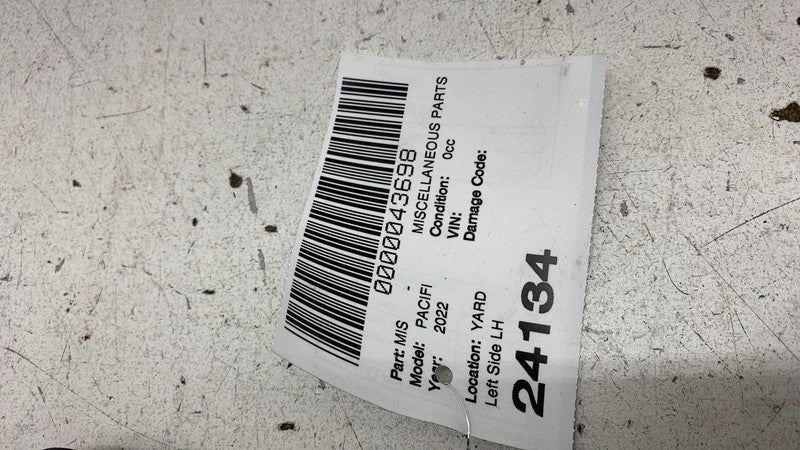 0000043698
Part: MIS - MISCELLANEOUS PARTS
Model: PACIFI Condition: 0cc
Year: 2022 VIN:
Damage Code:
Location: YARD
Left Side LH
24134